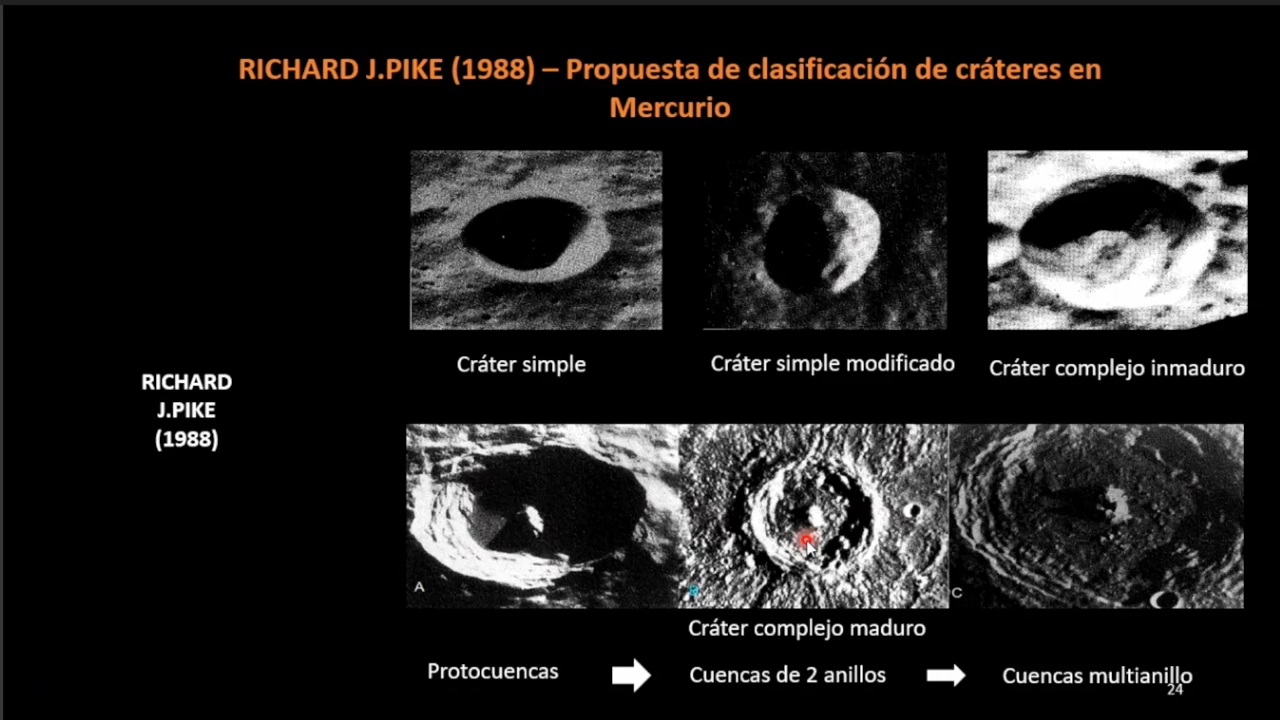 RICHARD J.PIKE (1988) – Propuesta de clasificación de cráteres en
Mercurio
Cráter simple
Cráter simple modificado
Cráter complejo inmaduro
RICHARD
J.PIKE
(1988)
A
B
C
Cráter complejo maduro
Protocuencas
Cuencas de 2 anillos
Cuencas multianillo
24